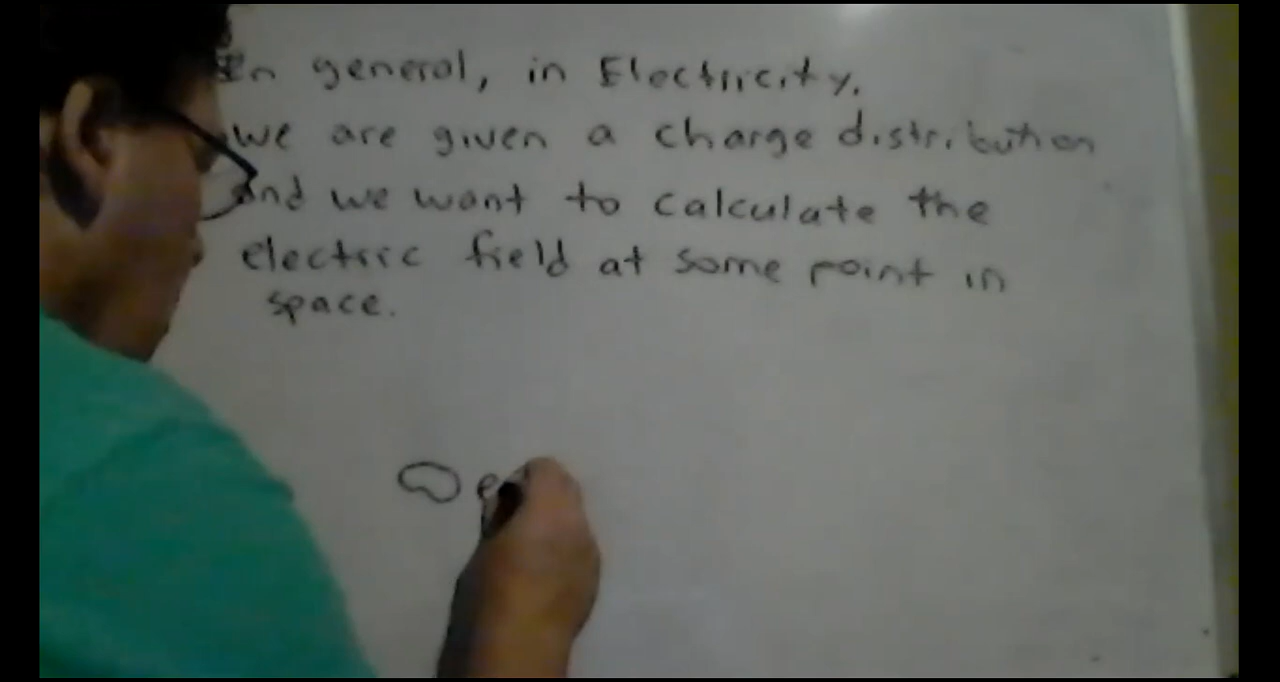 In general, in Electricity,
we are given a charge distribution
and we want to calculate the
electric field at some point in
space.